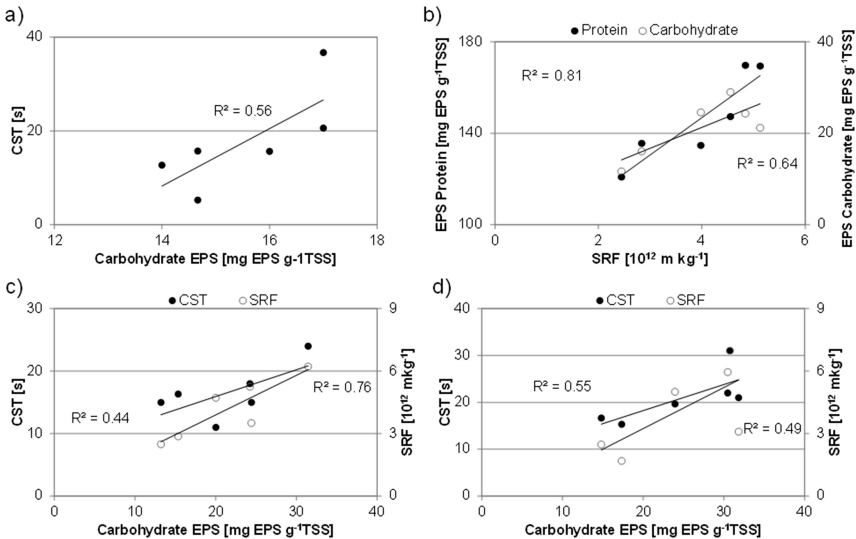 a)
40
20
0
CST [s]
R² = 0.56
12 14 16 18
Carbohydrate EPS [mg EPS g-1TSS]
b)
Protein Carbohydrate
180
140
100
EPS Protein [mg EPS g-¹TSS]
R² = 0.81
R² = 0.64
40
20
0
EPS Carbohydrate [mg EPS g-¹TSS]
0 2 4 6
SRF [10¹² m kg-¹]
c)
CST SRF
30
20
10
0
CST [s]
R² = 0.44
R² = 0.76
9
6
3
0
SRF [10¹² mkg-¹]
0 10 20 30 40
Carbohydrate EPS [mg EPS g-¹TSS]
d)
CST SRF
40
30
20
10
0
CST [s]
R² = 0.55
R² = 0.49
9
6
3
0
SRF [10¹² mkg-¹]
0 10 20 30 40
Carbohydrate EPS [mg EPS g-¹TSS]